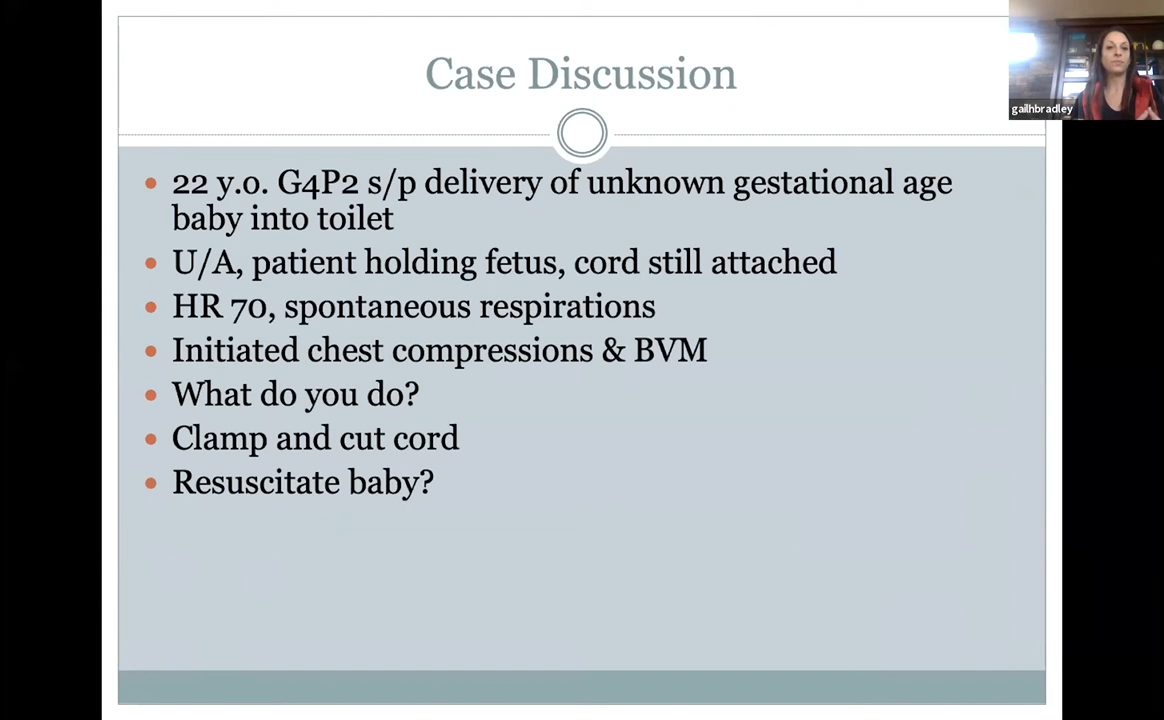 Case Discussion
gailhbradley
• 22 y.o. G4P2 s/p delivery of unknown gestational age
baby into toilet
• U/A, patient holding fetus, cord still attached
• HR 70, spontaneous respirations
• Initiated chest compressions & BVM
• What do you do?
• Clamp and cut cord
• Resuscitate baby?